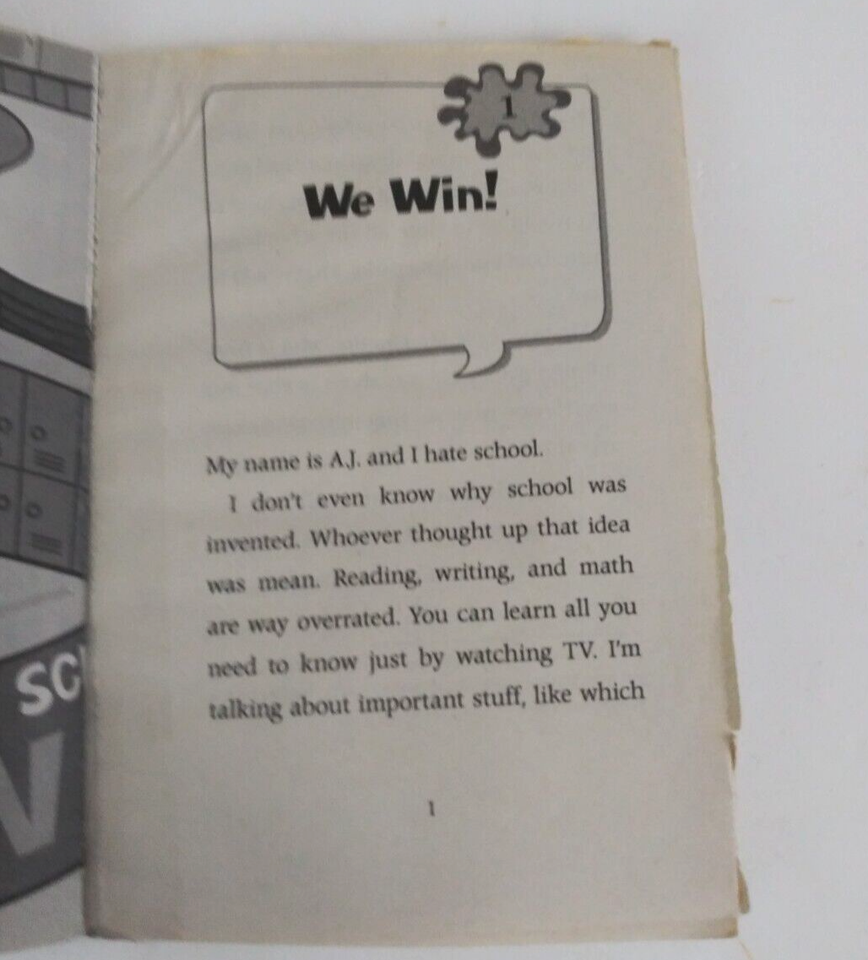 1
We Win!
My name is A.J. and I hate school.
I don't even know why school was
invented. Whoever thought up that idea
was mean. Reading, writing, and math
are way overrated. You can learn all you
need to know just by watching TV. I'm
talking about important stuff, like which
1